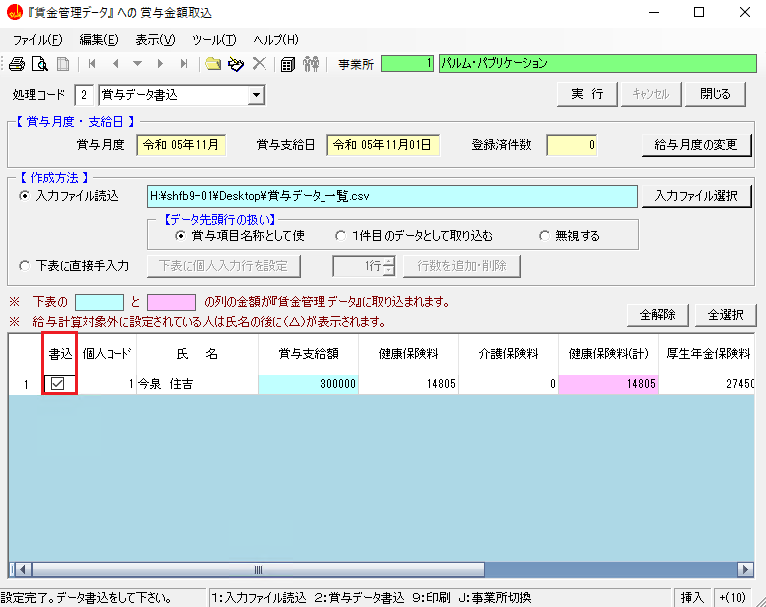 『賃金管理データ』への 賞与金額取込
ファイル(F) 編集(E) 表示(V) ツール(T) ヘルプ(H)
事業所 1 パルム・パブリケーション
処理コード 2 賞与データ書込 実 行 キャンセル 閉じる
【 賞与月度・支給日 】
賞与月度 令和 05年11月 賞与支給日 令和 05年11月01日 登録済件数 0 給与月度の変更
【 作成方法 】
入力ファイル読込 H:¥shfb9-01¥Desktop¥賞与データ_一覧.csv 入力ファイル選択
【データ先頭行の扱い】
賞与項目名称として使 1件目のデータとして取り込む 無視する
下表に直接手入力 下表に個人入力行を設定 1行 行数を追加・削除
※ 下表の と の列の金額が『賃金管理データ』に取り込まれます。
※ 給与計算対象外に設定されている人は氏名の後に(△)が表示されます。
全解除 全選択
書込 個人コード 氏 名 賞与支給額 健康保険料 介護保険料 健康保険料(計) 厚生年金保険料
1 1 今泉 住吉 300000 14805 0 14805 27450
設定完了。データ書込をして下さい。 1:入力ファイル読込 2:賞与データ書込 9:印刷 J:事業所切換 挿入 +(10)